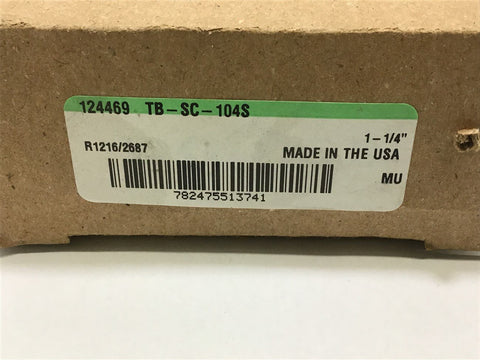 124469 TB-SC-104S
1-1/4"
R1216/2687
MADE IN THE USA
MU
782475513741